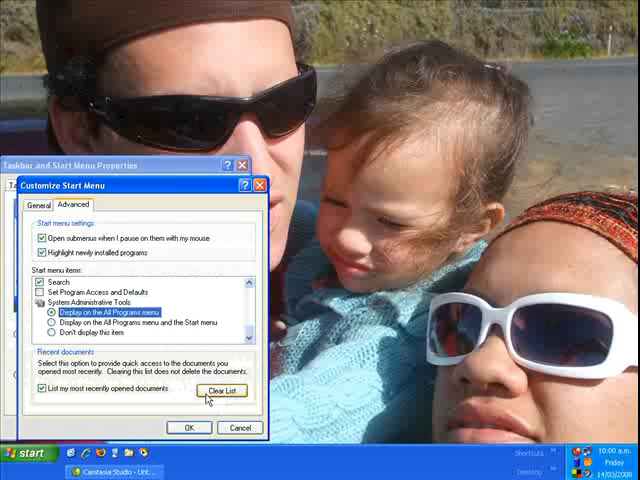 Taskbar and Start Menu Properties
Customize Start Menu
General
Advanced
Start menu settings
Open submenus when I pause on them with my mouse
Highlight newly installed programs
Start menu items:
Search
Set Program Access and Defaults
System Administrative Tools
Display on the All Programs menu
Display on the All Programs menu and the Start menu
Don't display this item
Recent documents
Select this option to provide quick access to the documents you
opened most recently. Clearing this list does not delete the documents.
List my most recently opened documents
Clear List
OK
Cancel
start
Camtasia Studio - Unt...
Shortcuts
Desktop
10:00 a.m.
Friday
14/03/2008